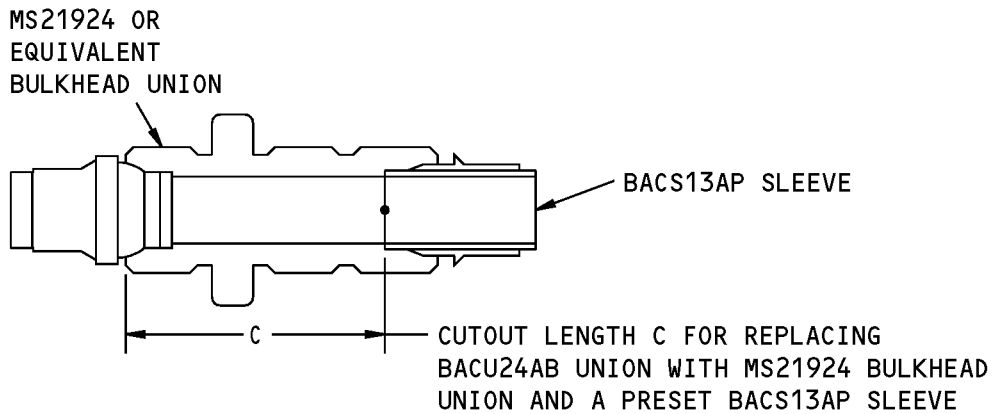 MS21924 OR
EQUIVALENT
BULKHEAD UNION
BACS13AP SLEEVE
C
CUTOUT LENGTH C FOR REPLACING
BACU24AB UNION WITH MS21924 BULKHEAD
UNION AND A PRESET BACS13AP SLEEVE